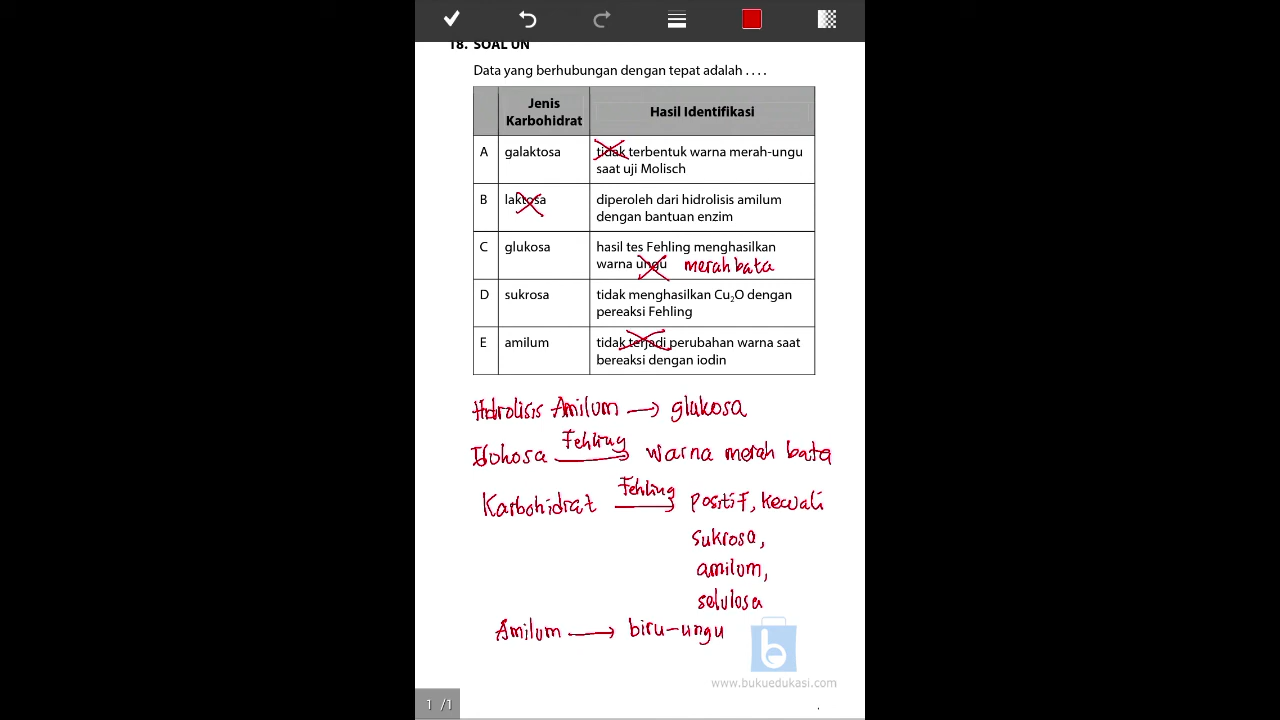 18. SOAL UN
Data yang berhubungan dengan tepat adalah . . . .
Jenis Karbohidrat
Hasil Identifikasi
A galaktosa tidak terbentuk warna merah-ungu
saat uji Molisch
B laktosa diperoleh dari hidrolisis amilum
dengan bantuan enzim
C glukosa hasil tes Fehling menghasilkan
warna ungu merah bata
D sukrosa tidak menghasilkan Cu₂O dengan
pereaksi Fehling
E amilum tidak terjadi perubahan warna saat
bereaksi dengan iodin
Hidrolisis Amilum → glukosa
Fehling
→ warna merah bata
Fehling
Karbohidrat → positif, kecuali
sukrosa,
amilum,
selulosa
Amilum → biru-ungu
b
www.bukuedukasi.com
1 /1